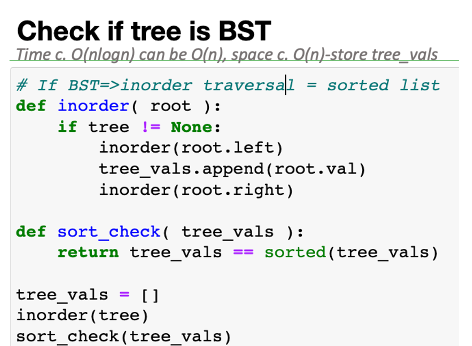 Check if tree is BST
Time c. O(nlogn) can be O(n), space c. O(n)-store tree_vals
# If BST=>inorder traversal = sorted list
def inorder( root ):
    if tree != None:
        inorder(root.left)
        tree_vals.append(root.val)
        inorder(root.right)
def sort_check( tree_vals ):
    return tree_vals == sorted(tree_vals)
tree_vals = []
inorder(tree)
sort_check(tree_vals)